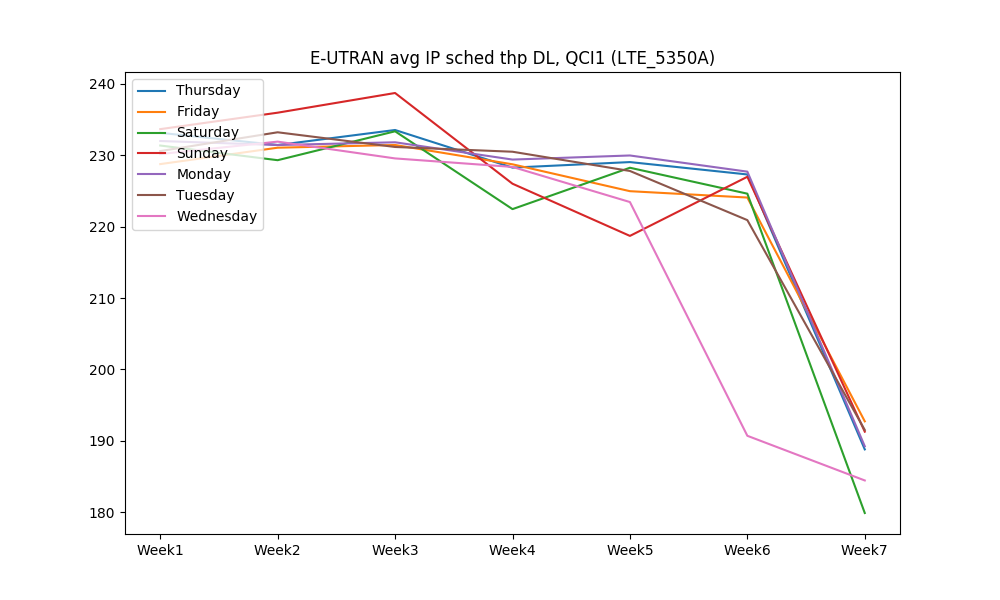 E-UTRAN avg IP sched thp DL, QCI1 (LTE_5350A)
240
230
220
210
200
190
180
Thursday
Friday
Saturday
Sunday
Monday
Tuesday
Wednesday
Week1 Week2 Week3 Week4 Week5 Week6 Week7